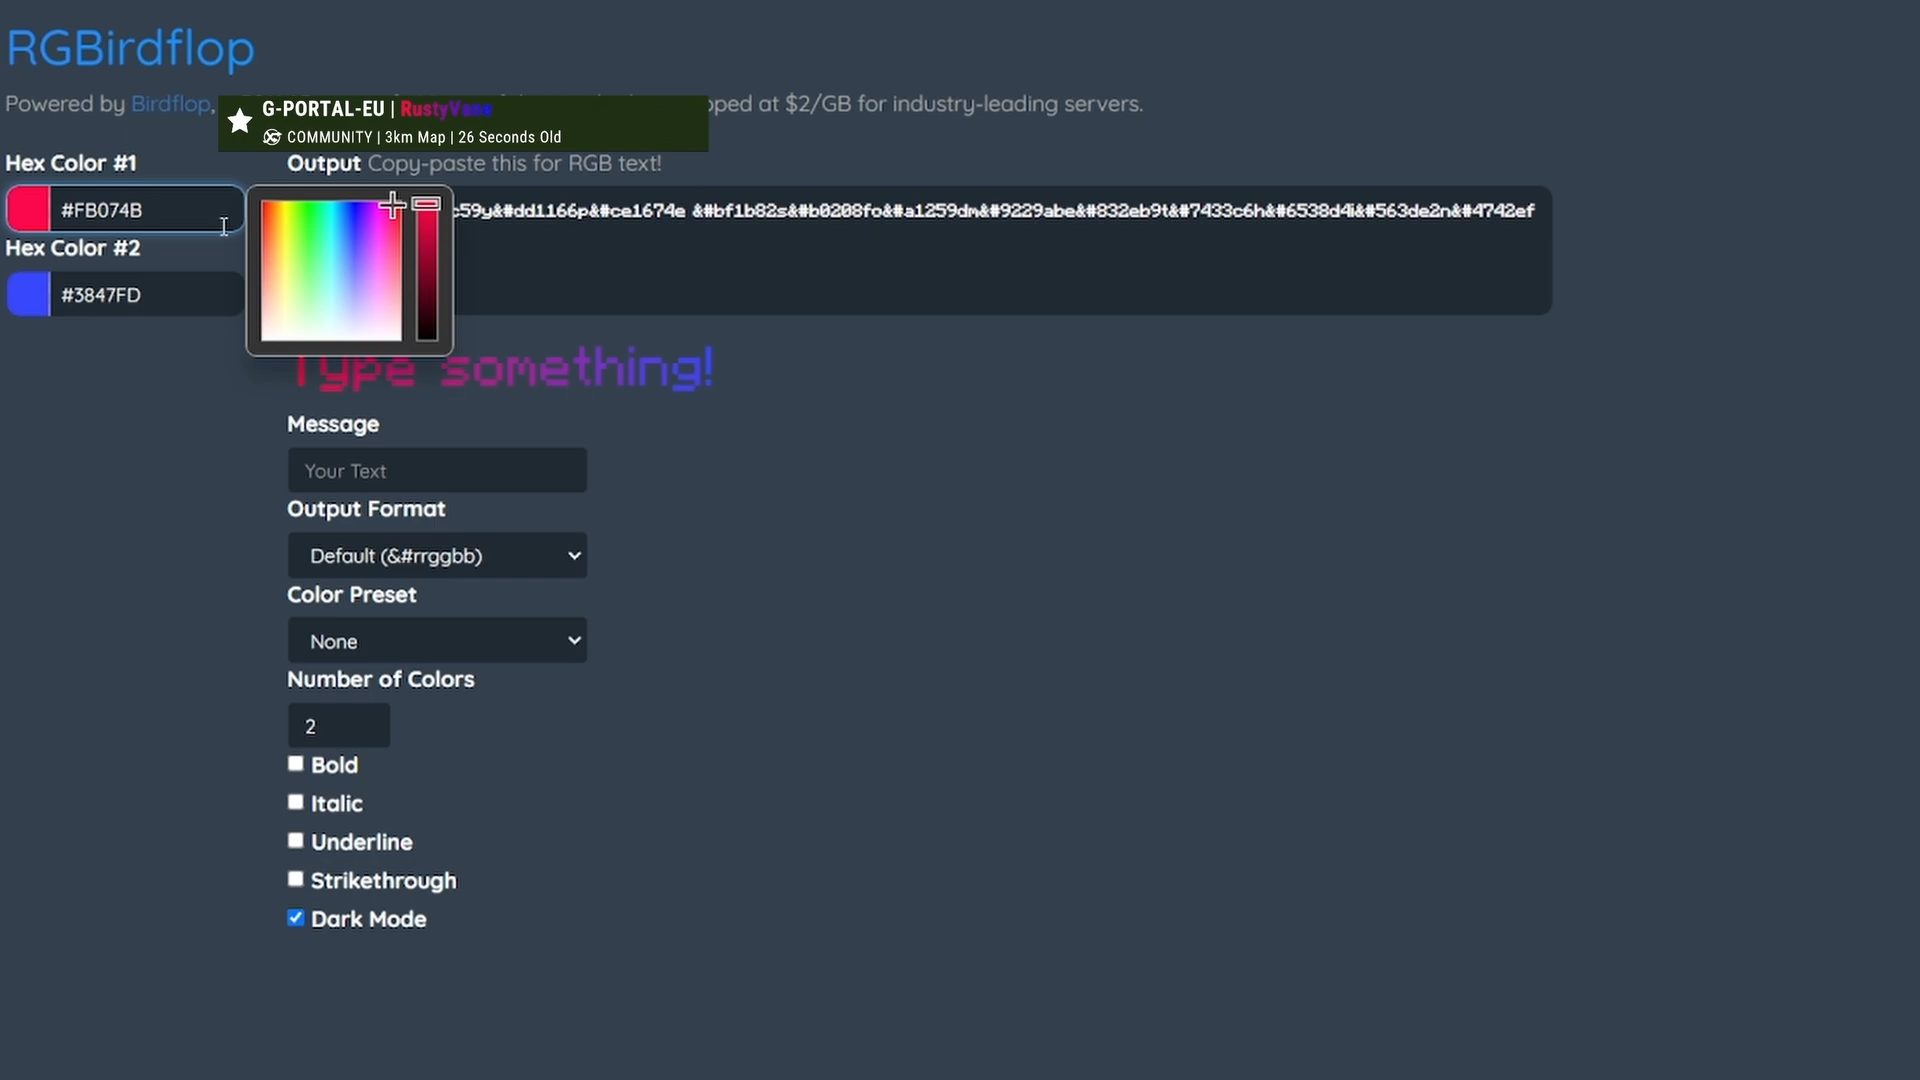 RGBirdflop
Powered by Birdflop,
pped at $2/GB for industry-leading servers.
G-PORTAL-EU | RustyVane
COMMUNITY | 3km Map | 26 Seconds Old
Hex Color #1
Output Copy-paste this for RGB text!
#FB074B
c59y&#dd1166p&#ce1674e &#bf1b82s&#b0208fo&#a1259dm&#9229abe&#832eb9t&#7433c6h&#6538d4i&#563de2n&#4742ef
Hex Color #2
#3847FD
Type something!
Message
Your Text
Output Format
Default (&#rrggbb)
Color Preset
None
Number of Colors
2
Bold
Italic
Underline
Strikethrough
Dark Mode